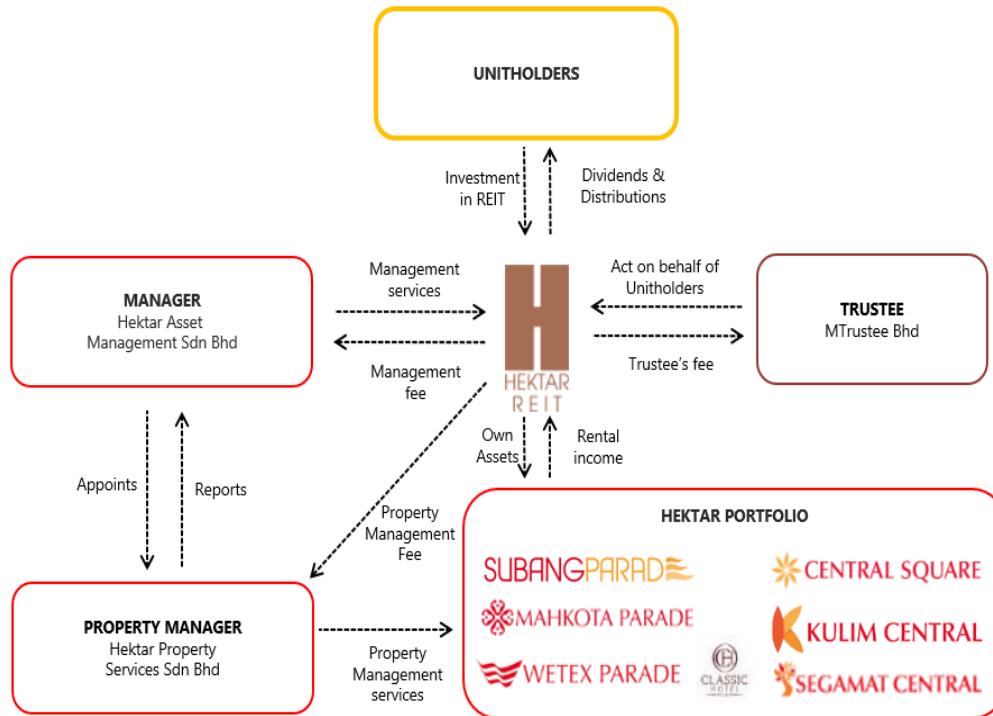 UNITHOLDERS
Investment
in REIT
Dividends &
Distributions
MANAGER
Hektar Asset
Management Sdn Bhd
Management
services
Management
fee
HEKTAR
REIT
Act on behalf of
Unitholders
Trustee's fee
TRUSTEE
MTrustee Bhd
Appoints
Reports
Property
Management
Fee
Own
Assets
Rental
income
PROPERTY MANAGER
Hektar Property
Services Sdn Bhd
Property
Management
services
HEKTAR PORTFOLIO
SUBANGPARADE
CENTRAL SQUARE
MAHKOTA PARADE
KULIM CENTRAL
WETEX PARADE
CLASSIC
HOTEL
SEGAMAT CENTRAL